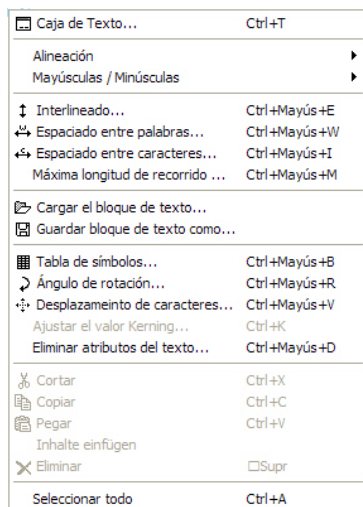 Caja de Texto... Ctrl+T
Alineación
Mayúsculas / Minúsculas
Interlineado... Ctrl+Mayús+E
Espaciado entre palabras... Ctrl+Mayús+W
Espaciado entre caracteres... Ctrl+Mayús+I
Máxima longitud de recorrido ... Ctrl+Mayús+M
Cargar el bloque de texto...
Guardar bloque de texto como...
Tabla de símbolos... Ctrl+Mayús+B
Ángulo de rotación... Ctrl+Mayús+R
Desplazameinto de caracteres... Ctrl+Mayús+V
Ajustar el valor Kerning... Ctrl+K
Eliminar atributos del texto... Ctrl+Mayús+D
Cortar Ctrl+X
Copiar Ctrl+C
Pegar Ctrl+V
Inhalte einfügen
Eliminar □Supr
Seleccionar todo Ctrl+A